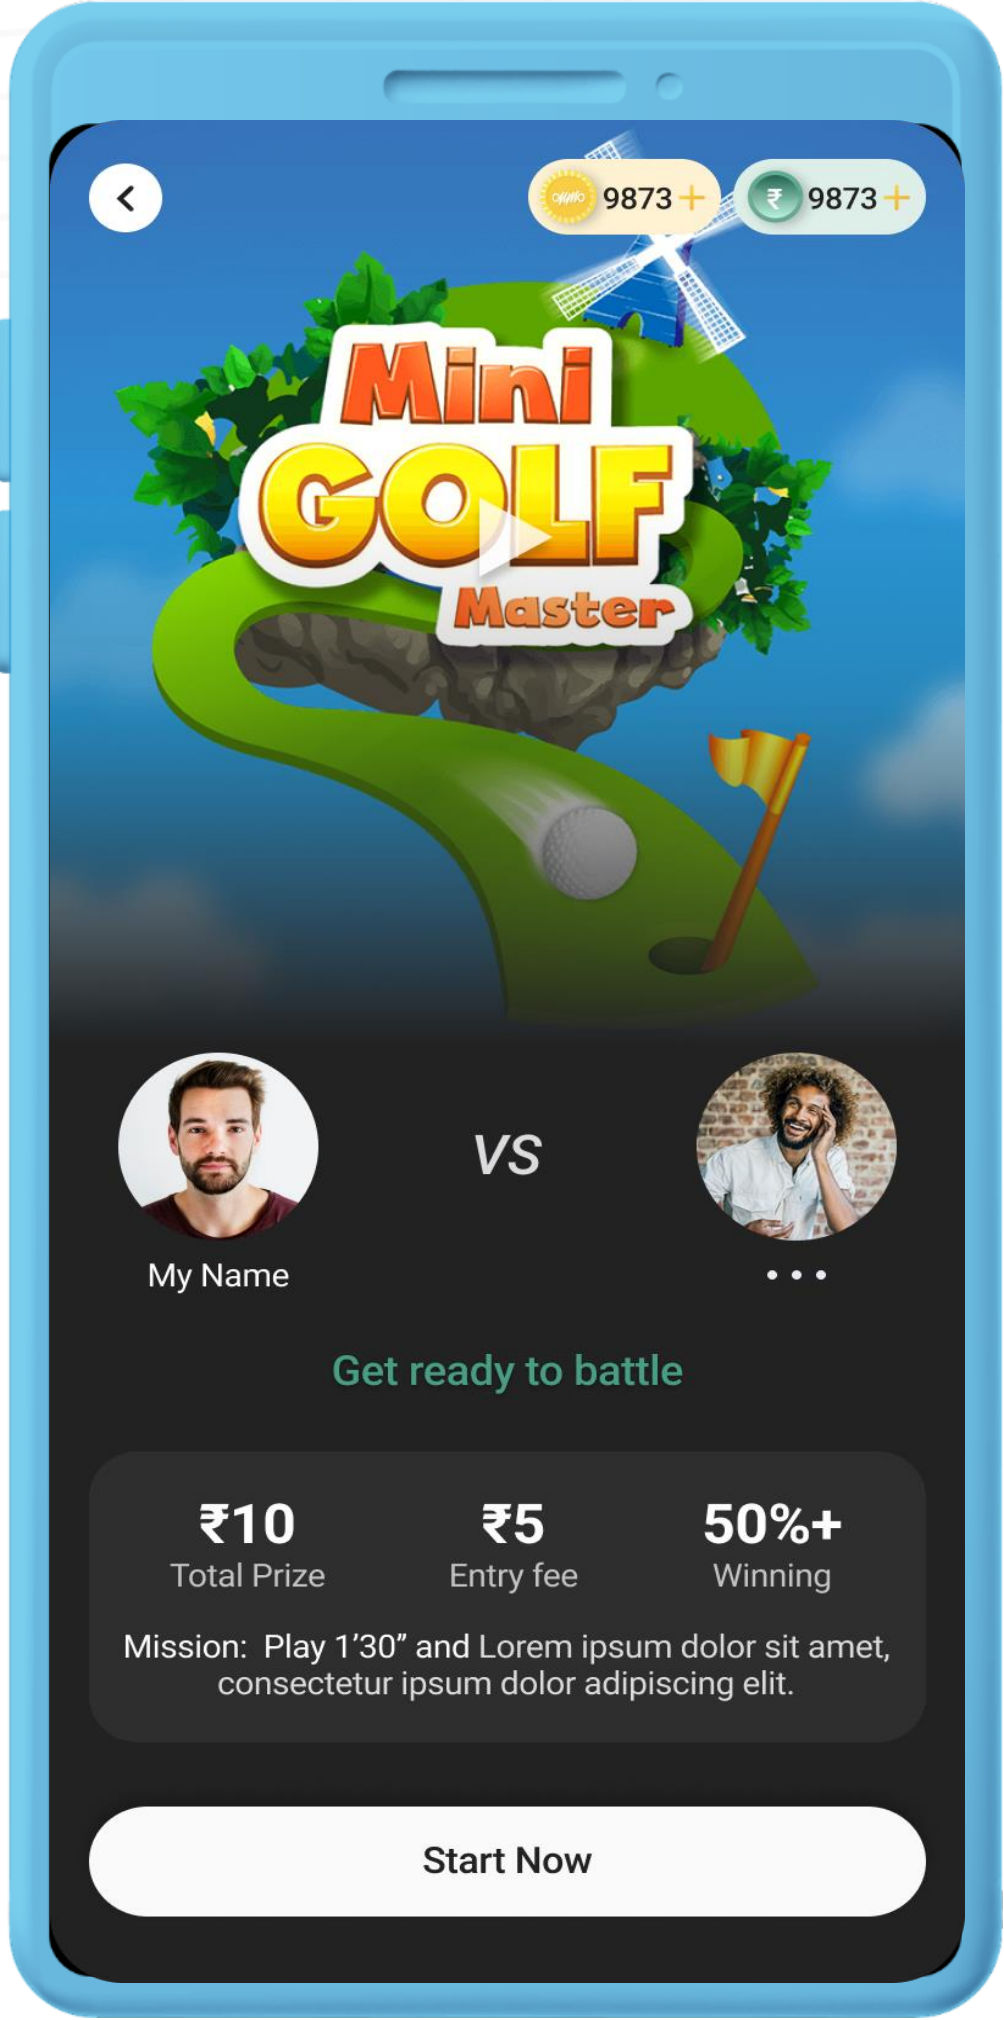 9873
₹ 9873
Mini
GOLF
Master
VS
My Name
Get ready to battle
₹10 ₹5 50%+
Total Prize Entry fee Winning
Mission: Play 1’30” and Lorem ipsum dolor sit amet,
consectetur ipsum dolor adipiscing elit.
Start Now